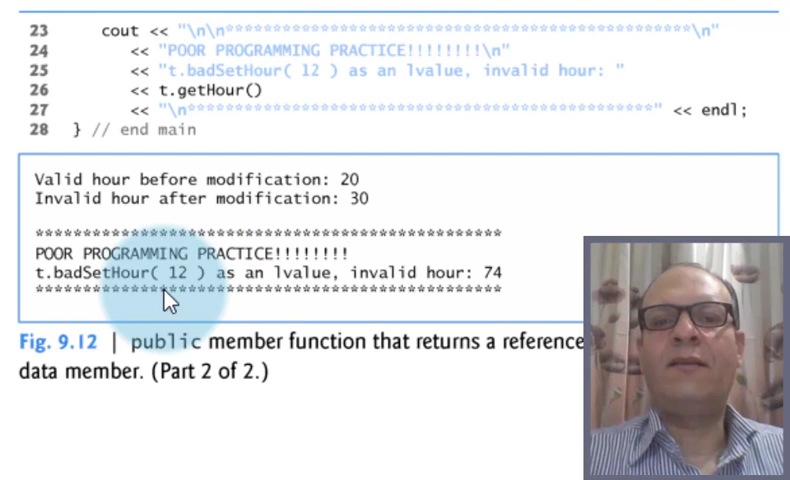 23 cout << "\n\n*************************************************\n"
24 << "POOR PROGRAMMING PRACTICE!!!!!!!!\n"
25 << "t.badSetHour( 12 ) as an lvalue, invalid hour: "
26 << t.getHour()
27 << "\n*************************************************" << endl;
28 } // end main
Valid hour before modification: 20
Invalid hour after modification: 30
*************************************************
POOR PROGRAMMING PRACTICE!!!!!!!!
t.badSetHour( 12 ) as an lvalue, invalid hour: 74
*************************************************
Fig. 9.12 | public member function that returns a reference
data member. (Part 2 of 2.)